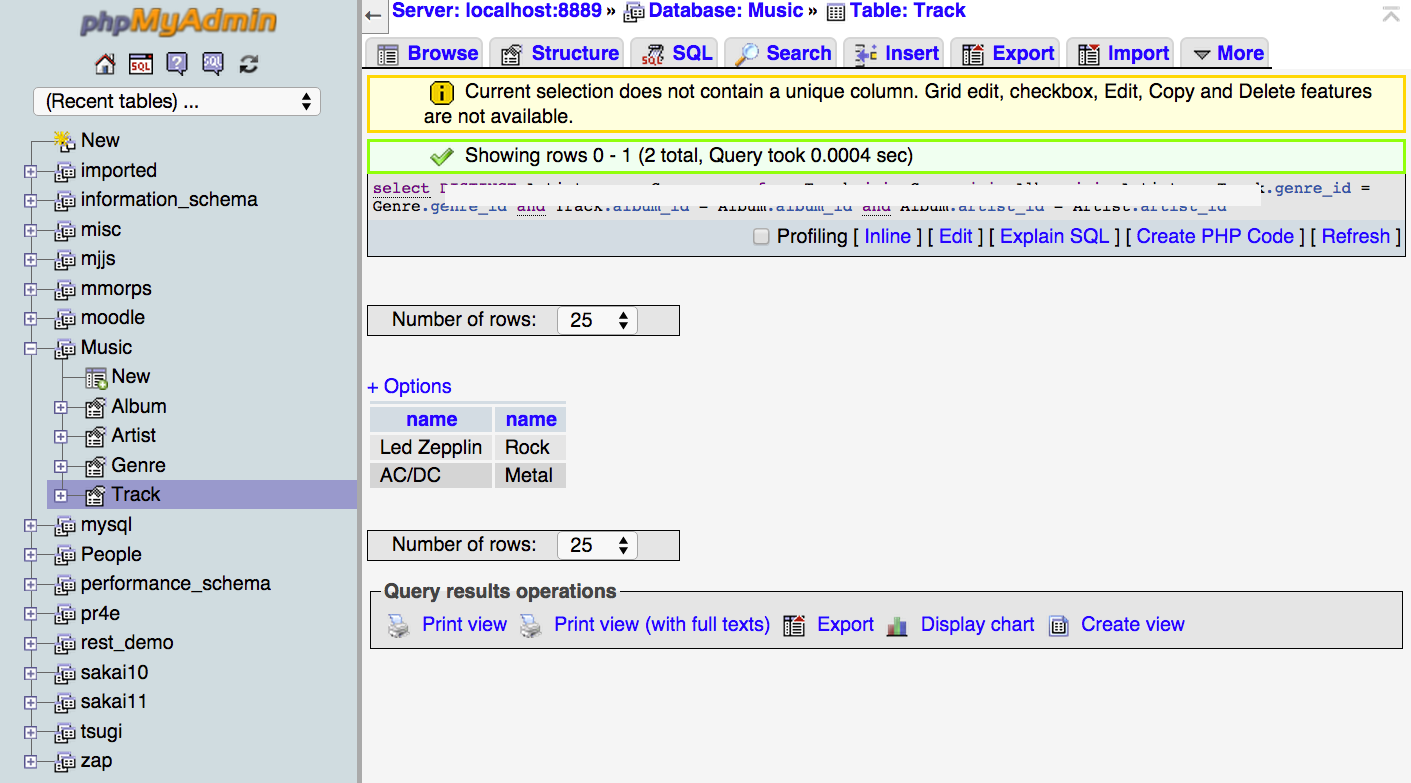 phpMyAdmin
(Recent tables) ...
New
imported
information_schema
misc
mjjs
mmorps
moodle
Music
New
Album
Artist
Genre
Track
mysql
People
performance_schema
pr4e
rest_demo
sakai10
sakai11
tsugi
zap
Server: localhost:8889 » Database: Music » Table: Track
Browse Structure SQL Search Insert Export Import More
Current selection does not contain a unique column. Grid edit, checkbox, Edit, Copy and Delete features
are not available.
Showing rows 0 - 1 (2 total, Query took 0.0004 sec)
select .genre_id =
Genre.genre_id and Track.album_id = Album.album_id and Album.artist_id = Artist.artist_id
Profiling [ Inline ] [ Edit ] [ Explain SQL ] [ Create PHP Code ] [ Refresh ]
Number of rows: 25
+ Options
name name
Led Zepplin Rock
AC/DC Metal
Number of rows: 25
Query results operations
Print view Print view (with full texts) Export Display chart Create view